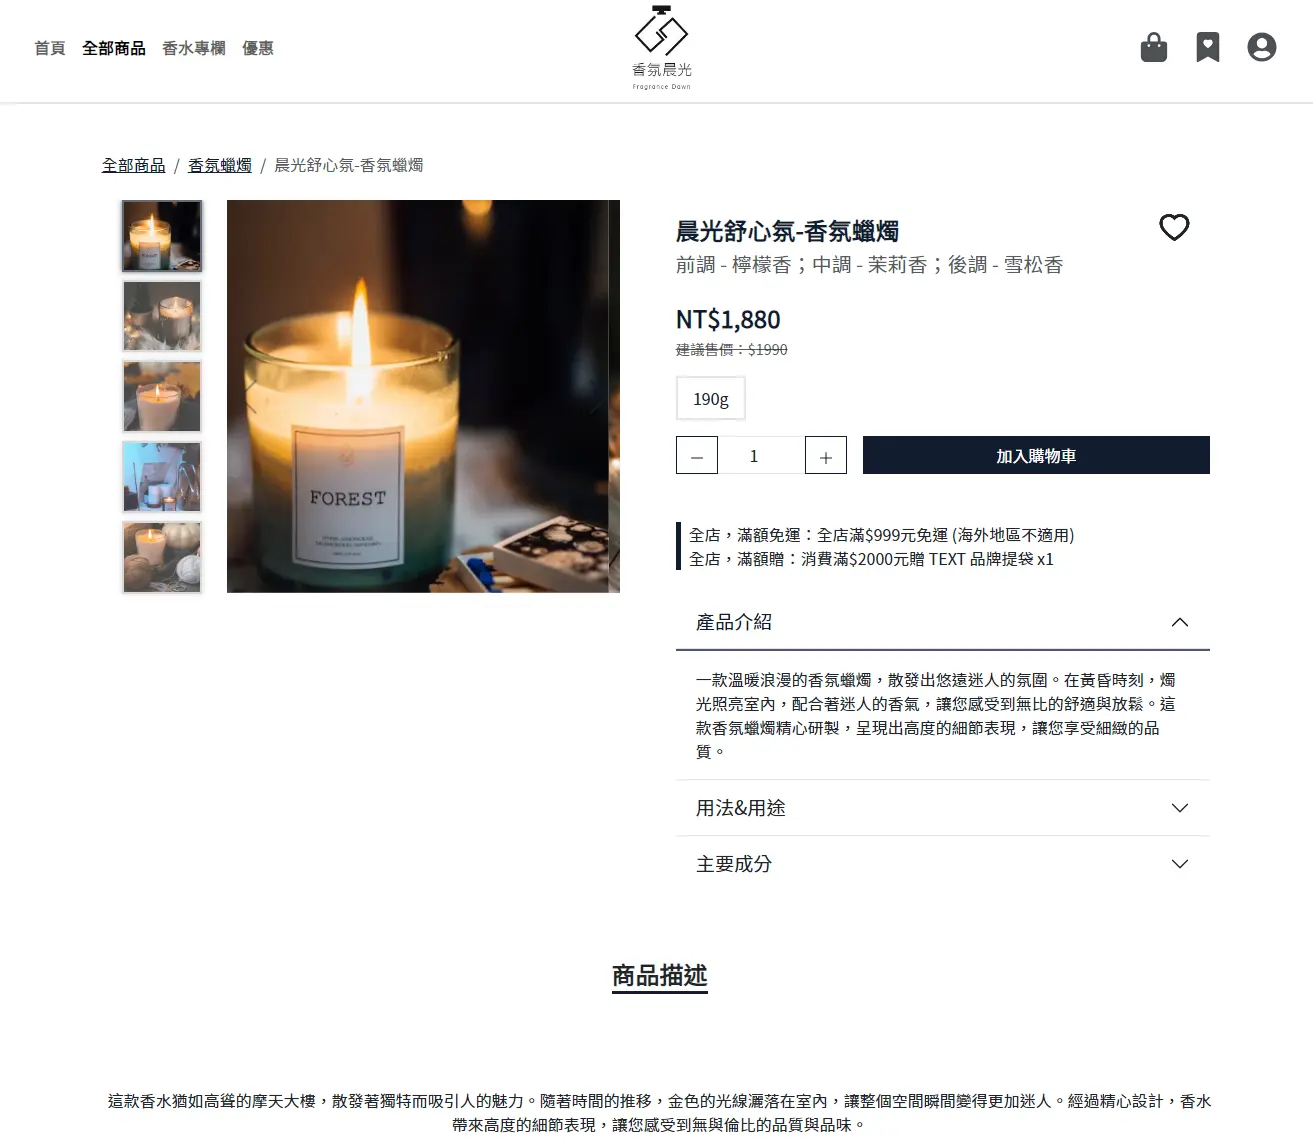 首頁 全部商品 香水專欄 優惠
香氛晨光
Fragrance Dawn
全部商品 / 香氛蠟燭 / 晨光舒心氛-香氛蠟燭
FOREST
晨光舒心氛-香氛蠟燭
前調 - 檸檬香；中調 - 茉莉香；後調 - 雪松香
NT$1,880
建議售價：$1990
190g
− 1 + 加入購物車
全店，滿額免運：全店滿$999元免運 (海外地區不適用)
全店，滿額贈：消費滿$2000元贈 TEXT 品牌提袋 x1
產品介紹
一款溫暖浪漫的香氛蠟燭，散發出悠遠迷人的氛圍。在黃昏時刻，燭
光照亮室內，配合著迷人的香氣，讓您感受到無比的舒適與放鬆。這
款香氛蠟燭精心研製，呈現出高度的細節表現，讓您享受細緻的品
質。
用法&用途
主要成分
商品描述
這款香水猶如高聳的摩天大樓，散發著獨特而吸引人的魅力。隨著時間的推移，金色的光線灑落在室內，讓整個空間瞬間變得更加迷人。經過精心設計，香水
帶來高度的細節表現，讓您感受到無與倫比的品質與品味。